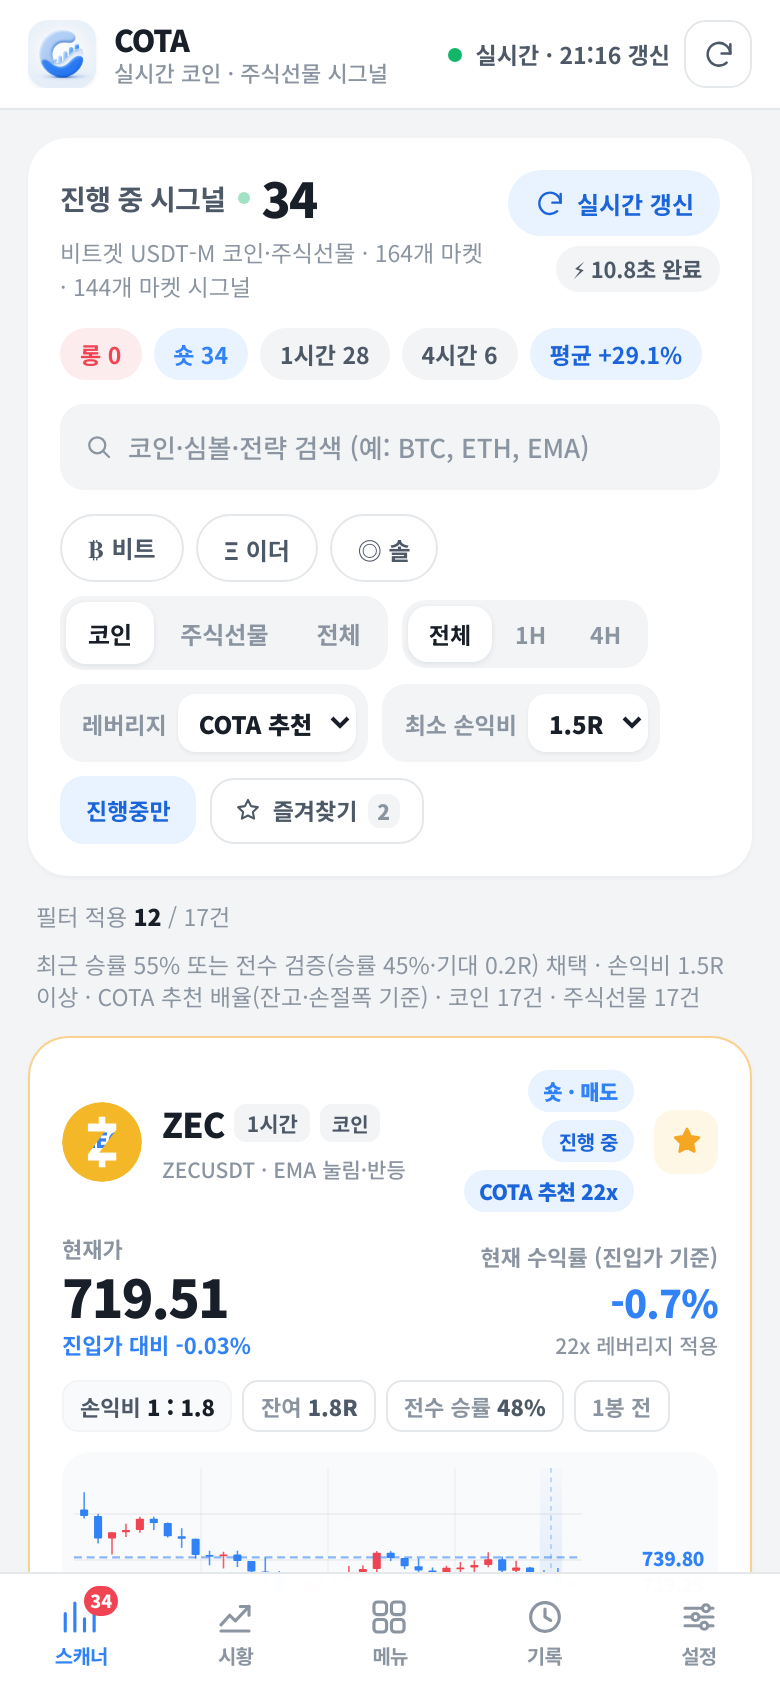 COTA
실시간 코인 · 주식선물 시그널
실시간 · 21:16 갱신
진행 중 시그널 34
실시간 갱신
비트겟 USDT-M 코인·주식선물 · 164개 마켓
· 144개 마켓 시그널
⚡ 10.8초 완료
롱 0 숏 34 1시간 28 4시간 6 평균 +29.1%
코인·심볼·전략 검색 (예: BTC, ETH, EMA)
₿ 비트 Ξ 이더 ◎ 솔
코인 주식선물 전체 전체 1H 4H
레버리지 COTA 추천 최소 손익비 1.5R
진행중만 즐겨찾기 2
필터 적용 12 / 17건
최근 승률 55% 또는 전수 검증(승률 45%·기대 0.2R) 채택 · 손익비 1.5R
이상 · COTA 추천 배율(잔고·손절폭 기준) · 코인 17건 · 주식선물 17건
숏 · 매도
ZEC 1시간 코인
진행 중
ZECUSDT · EMA 눌림·반등
COTA 추천 22x
현재가
현재 수익률 (진입가 기준)
719.51
-0.7%
진입가 대비 -0.03%
22x 레버리지 적용
손익비 1 : 1.8 잔여 1.8R 전수 승률 48% 1봉 전
739.80
34
스캐너 시황 메뉴 기록 설정